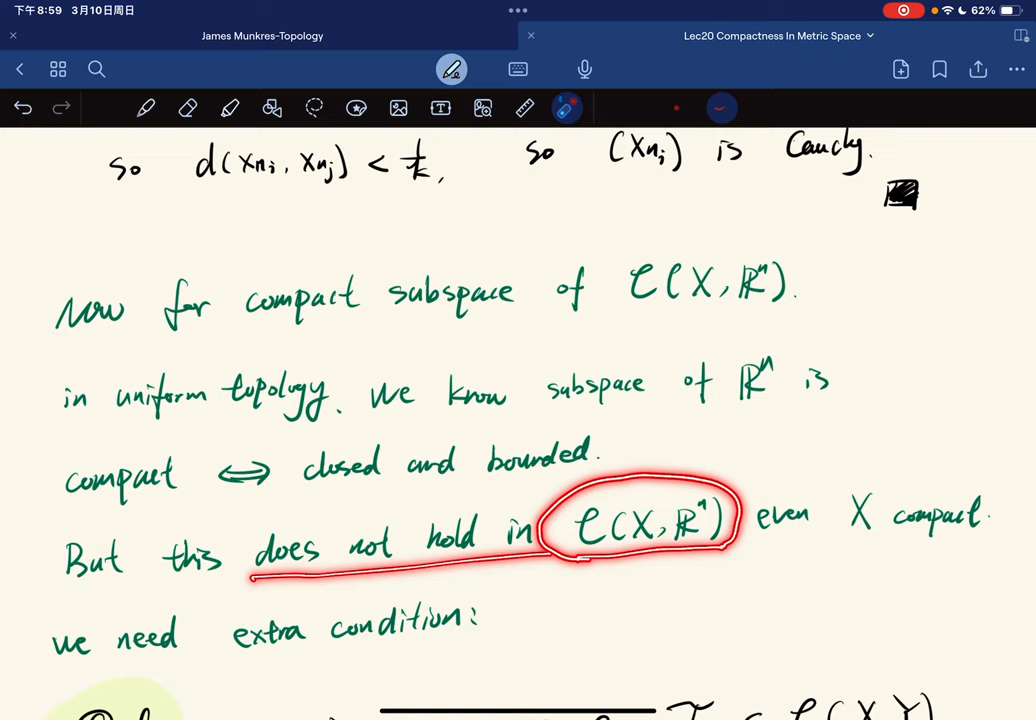 下午8:59 3月10日周日
62%
James Munkres-Topology
Lec20 Compactness In Metric Space
so d(xni, xnj) < 1/k, so (xni) is Cauchy.
Now for compact subspace of C(X, ℝⁿ).
in uniform topology. We know subspace of ℝⁿ is
compact ⟺ closed and bounded.
But this does not hold in C(X, ℝⁿ) even X compact.
we need extra condition: